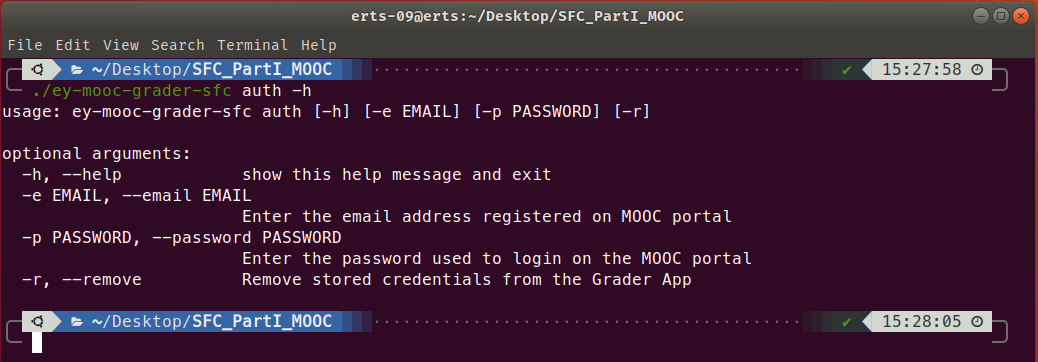 erts-09@erts:~/Desktop/SFC_PartI_MOOC
File Edit View Search Terminal Help
~/Desktop/SFC_PartI_MOOC ✔ 15:27:58
./ey-mooc-grader-sfc auth -h
usage: ey-mooc-grader-sfc auth [-h] [-e EMAIL] [-p PASSWORD] [-r]
optional arguments:
-h, --help show this help message and exit
-e EMAIL, --email EMAIL
Enter the email address registered on MOOC portal
-p PASSWORD, --password PASSWORD
Enter the password used to login on the MOOC portal
-r, --remove Remove stored credentials from the Grader App
~/Desktop/SFC_PartI_MOOC ✔ 15:28:05